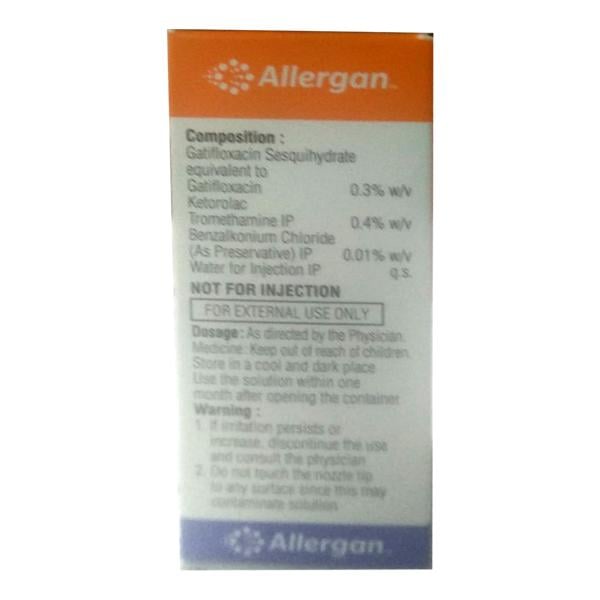 Allergan™
Composition :
Gatifloxacin Sesquihydrate
equivalent to
Gatifloxacin 0.3% w/v
Ketorolac
Tromethamine IP 0.4% w/v
Benzalkonium Chloride
(As Preservative) IP 0.01% w/v
Water for Injection IP q.s.
NOT FOR INJECTION
FOR EXTERNAL USE ONLY
Dosage: As directed by the Physician.
Medicine: Keep out of reach of children.
Store in a cool and dark place
Use the solution within one
month after opening the container
Warning :
1. If irritation persists or
increase, discontinue the use
and consult the physician
2. Do not touch the nozzle tip
to any surface since this may
contaminate solution
Allergan™